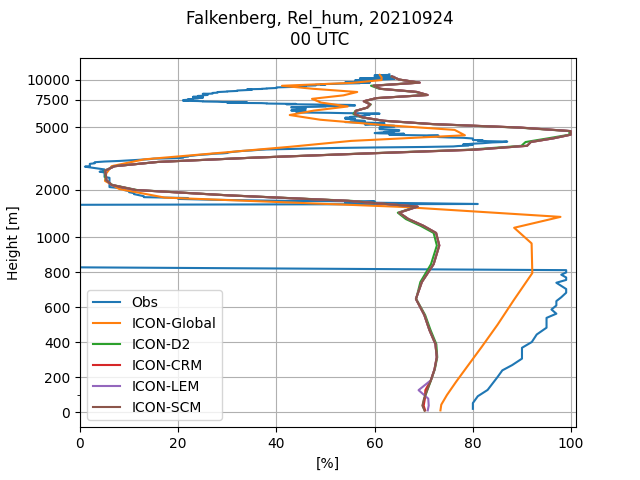 Falkenberg, Rel_hum, 20210924
00 UTC
10000
7500
5000
2000
1000
800
600
400
200
0
Height [m]
Obs
ICON-Global
ICON-D2
ICON-CRM
ICON-LEM
ICON-SCM
0 20 40 60 80 100
[%]